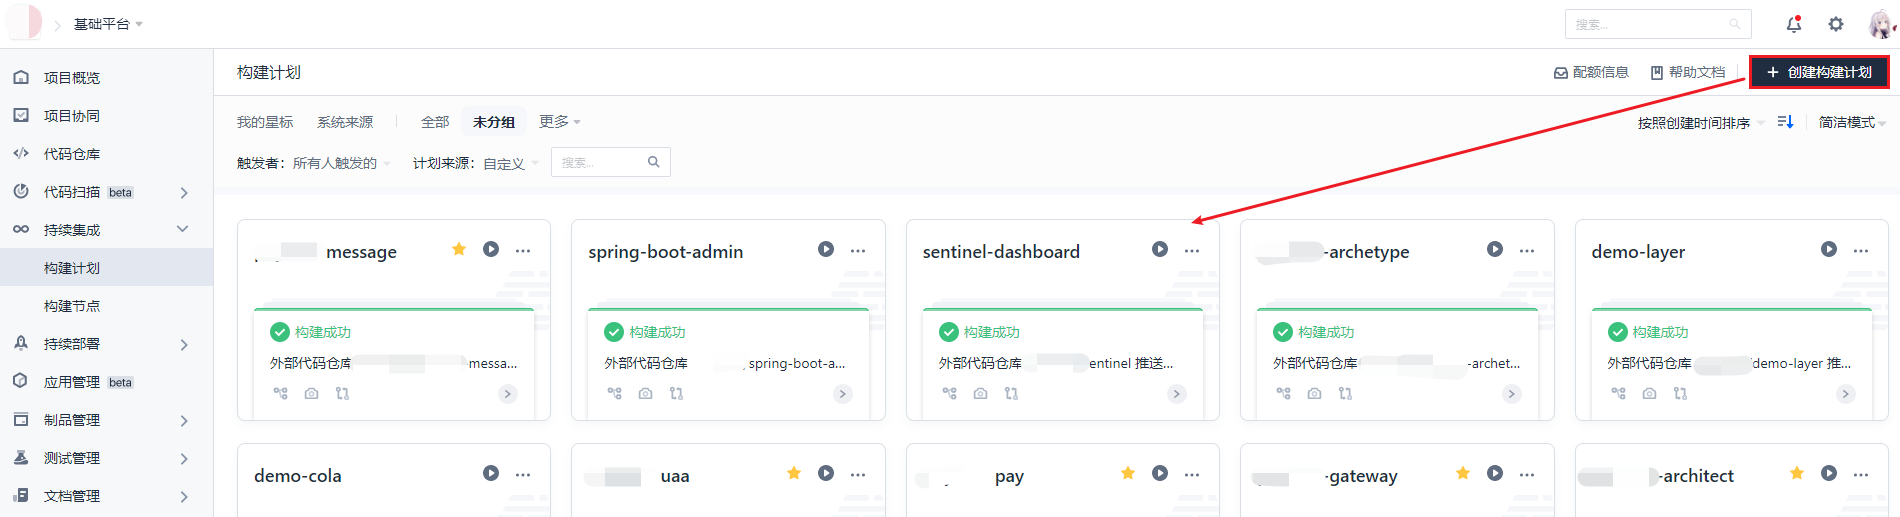 基础平台
搜索...
项目概览
项目协同
代码仓库
代码扫描 beta
持续集成
构建计划
构建节点
持续部署
应用管理 beta
制品管理
测试管理
文档管理
构建计划
配额信息 帮助文档 + 创建构建计划
我的星标 系统来源 全部 未分组 更多
按照创建时间排序 简洁模式
触发者: 所有人触发的 计划来源: 自定义 搜索...
message
构建成功
外部代码仓库 messa...
spring-boot-admin
构建成功
外部代码仓库 spring-boot-a...
sentinel-dashboard
构建成功
外部代码仓库 entinel 推送...
-archetype
构建成功
外部代码仓库 -archet...
demo-layer
构建成功
外部代码仓库 /demo-layer 推...
demo-cola
uaa
pay
-gateway
-architect